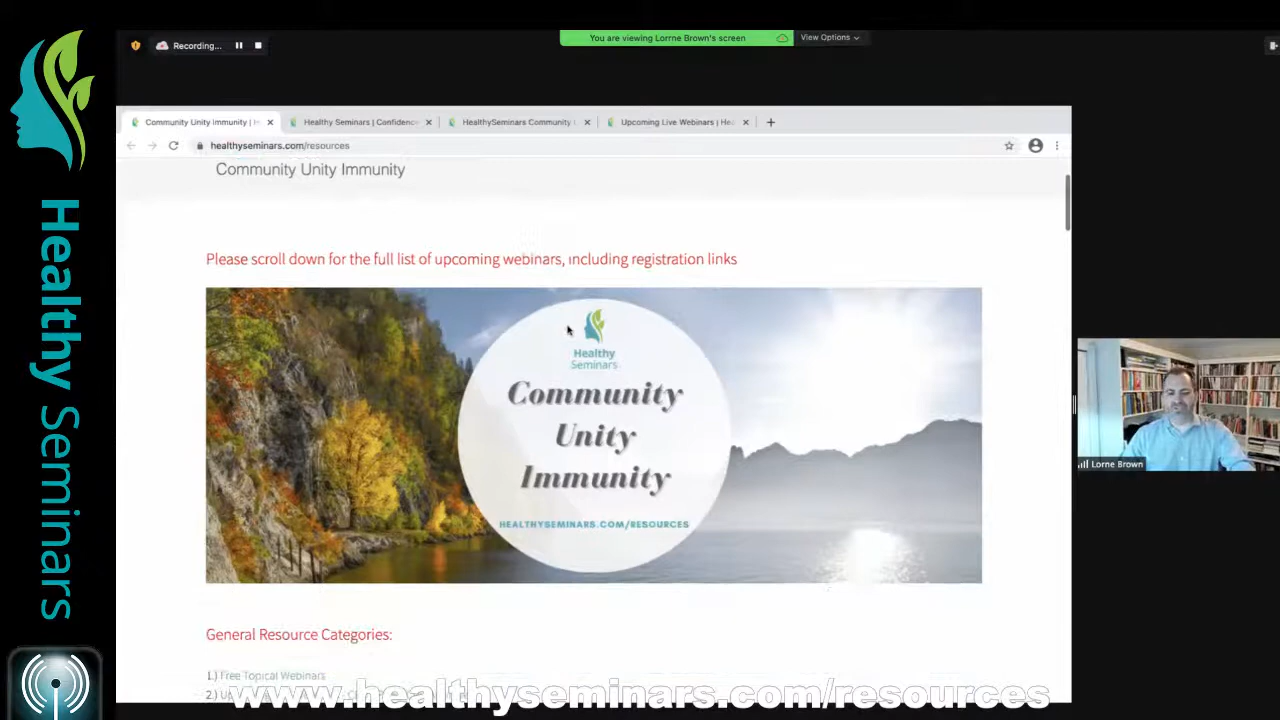 Recording...
You are viewing Lorrne Brown's screen
View Options
Community Unity Immunity | H
Healthy Seminars | Confidence
HealthySeminars Community
Upcoming Live Webinars | Hea
healthyseminars.com/resources
Community Unity Immunity
Please scroll down for the full list of upcoming webinars, including registration links
Healthy
Seminars
Community
Unity
Immunity
HEALTHYSEMINARS.COM/RESOURCES
General Resource Categories:
1.) Free Topical Webinars
2.)
www.healthyseminars.com/resources
Lorne Brown
Healthy Seminars